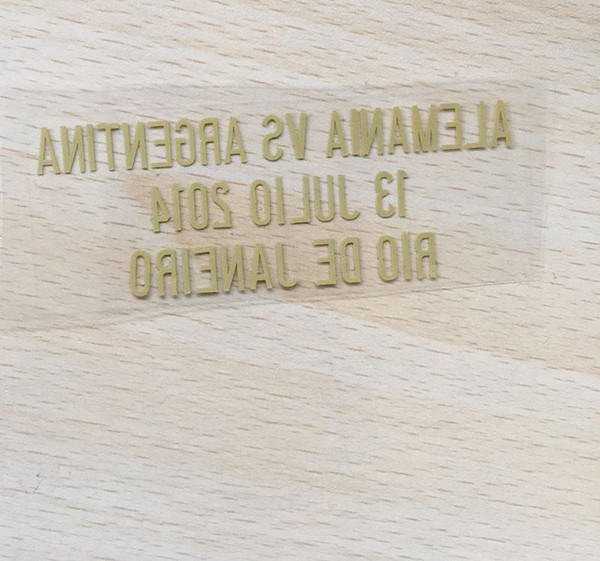 ALEMANIA VS ARGENTINA
13 JULIO 2014
RIO DE JANEIRO